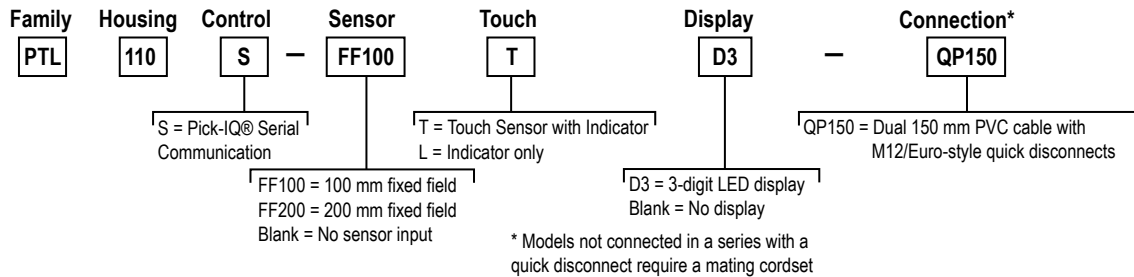 Family Housing Control Sensor Touch Display Connection*
PTL 110 S – FF100 T D3 – QP150
S = Pick-IQ® Serial
Communication
FF100 = 100 mm fixed field
FF200 = 200 mm fixed field
Blank = No sensor input
T = Touch Sensor with Indicator
L = Indicator only
D3 = 3-digit LED display
Blank = No display
QP150 = Dual 150 mm PVC cable with
M12/Euro-style quick disconnects
* Models not connected in a series with a
quick disconnect require a mating cordset